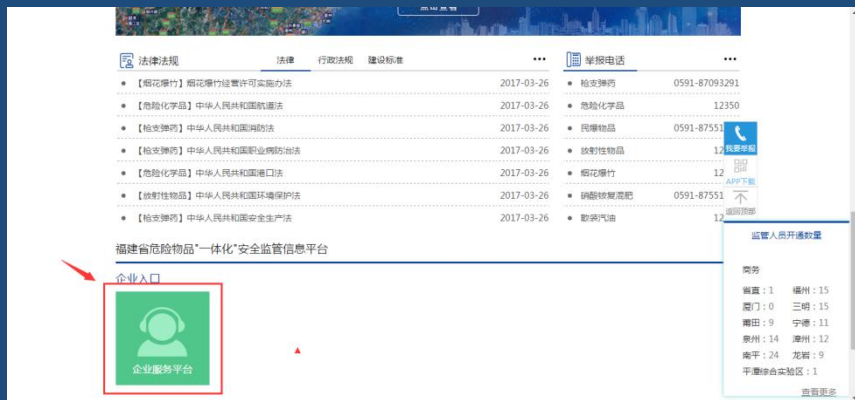 点击查看
法律法规 法律 行政法规 建设标准 •••
【烟花爆竹】烟花爆竹经营许可实施办法 2017-03-26
【危险化学品】中华人民共和国航道法 2017-03-26
【枪支弹药】中华人民共和国消防法 2017-03-26
【枪支弹药】中华人民共和国职业病防治法 2017-03-26
【危险化学品】中华人民共和国港口法 2017-03-26
【放射性物品】中华人民共和国环境保护法 2017-03-26
【枪支弹药】中华人民共和国安全生产法 2017-03-26
举报电话 •••
枪支弹药 0591-87093291
危险化学品 12350
民爆物品 0591-87551
放射性物品 12
烟花爆竹 12
硝酸铵复混肥 0591-87551
散装汽油 12
我要举报
APP下载
返回顶部
福建省危险物品"一体化"安全监管信息平台
企业入口
企业服务平台
监管人员开通数量
商务
省直：1 福州：15
厦门：0 三明：15
莆田：9 宁德：11
泉州：14 漳州：12
南平：24 龙岩：9
平潭综合实验区：1
查看更多